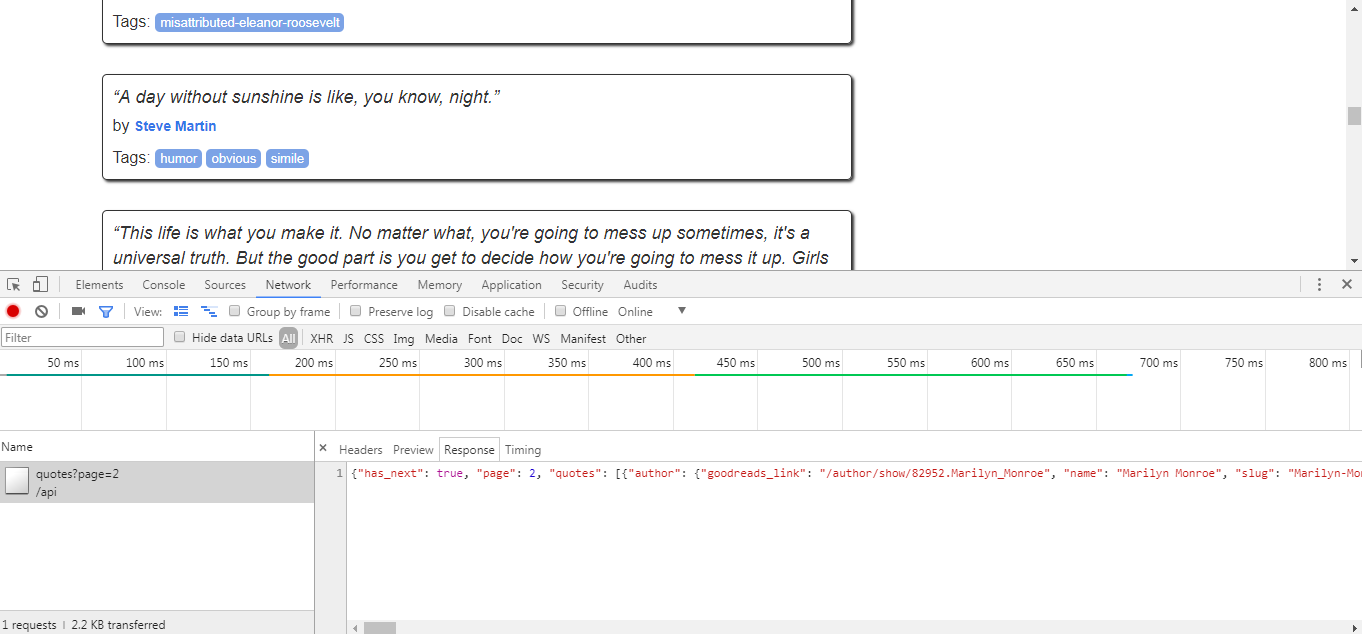 Tags: misattributed-eleanor-roosevelt
“A day without sunshine is like, you know, night.”
by Steve Martin
Tags: humor obvious simile
“This life is what you make it. No matter what, you're going to mess up sometimes, it's a
universal truth. But the good part is you get to decide how you're going to mess it up. Girls
Elements Console Sources Network Performance Memory Application Security Audits
View: Group by frame Preserve log Disable cache Offline Online
Filter Hide data URLs All XHR JS CSS Img Media Font Doc WS Manifest Other
50 ms 100 ms 150 ms 200 ms 250 ms 300 ms 350 ms 400 ms 450 ms 500 ms 550 ms 600 ms 650 ms 700 ms 750 ms 800 ms
Name
Headers Preview Response Timing
quotes?page=2
/api
1 {"has_next": true, "page": 2, "quotes": [{"author": {"goodreads_link": "/author/show/82952.Marilyn_Monroe", "name": "Marilyn Monroe", "slug": "Marilyn-Mo
1 requests | 2.2 KB transferred